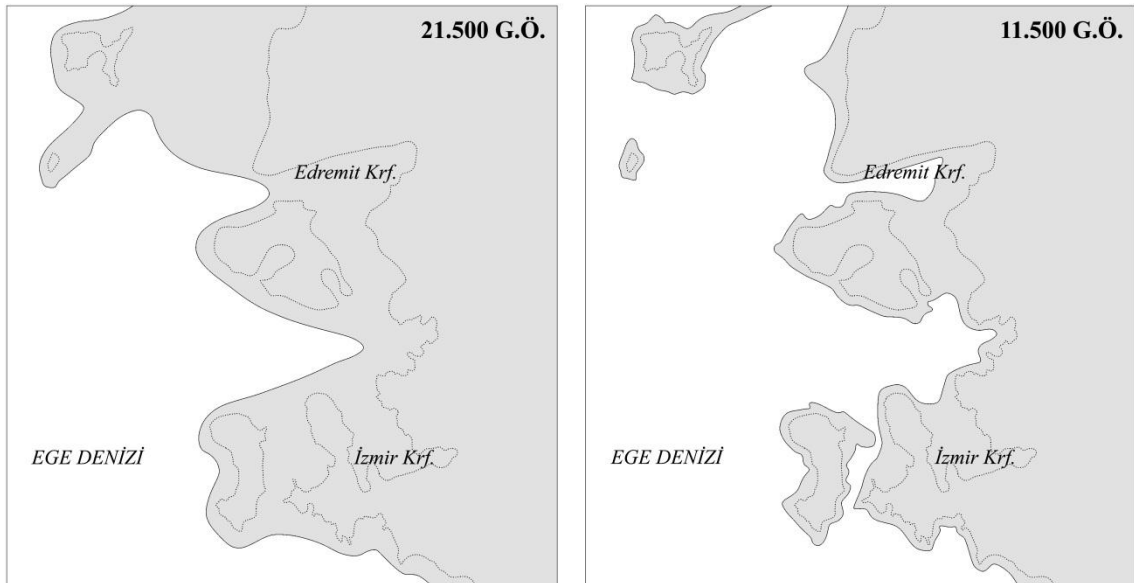 21.500 G.Ö.
Edremit Krf.
EGE DENİZİ
İzmir Krf.
11.500 G.Ö.
Edremit Krf.
EGE DENİZİ
İzmir Krf.